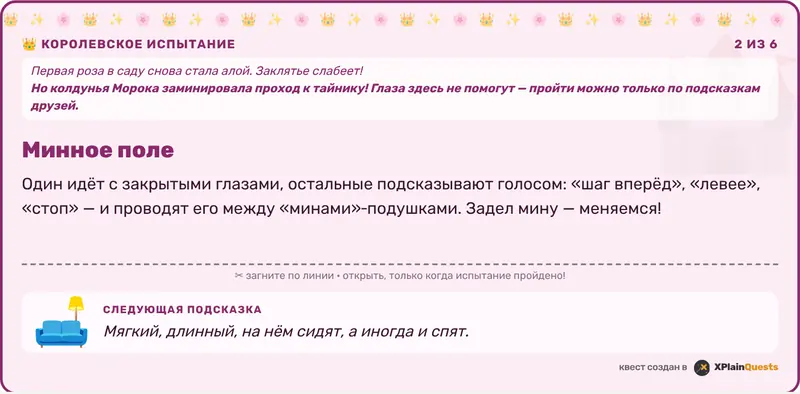 КОРОЛЕВСКОЕ ИСПЫТАНИЕ
2 ИЗ 6
Первая роза в саду снова стала алой. Заклятье слабеет!
Но колдунья Морока заминировала проход к тайнику! Глаза здесь не помогут — пройти можно только по подсказкам
друзей.
Минное поле
Один идёт с закрытыми глазами, остальные подсказывают голосом: «шаг вперёд», «левее»,
«стоп» — и проводят его между «минами»-подушками. Задел мину — меняемся!
✂ загните по линии • открыть, только когда испытание пройдено!
СЛЕДУЮЩАЯ ПОДСКАЗКА
Мягкий, длинный, на нём сидят, а иногда и спят.
квест создан в XPlainQuests